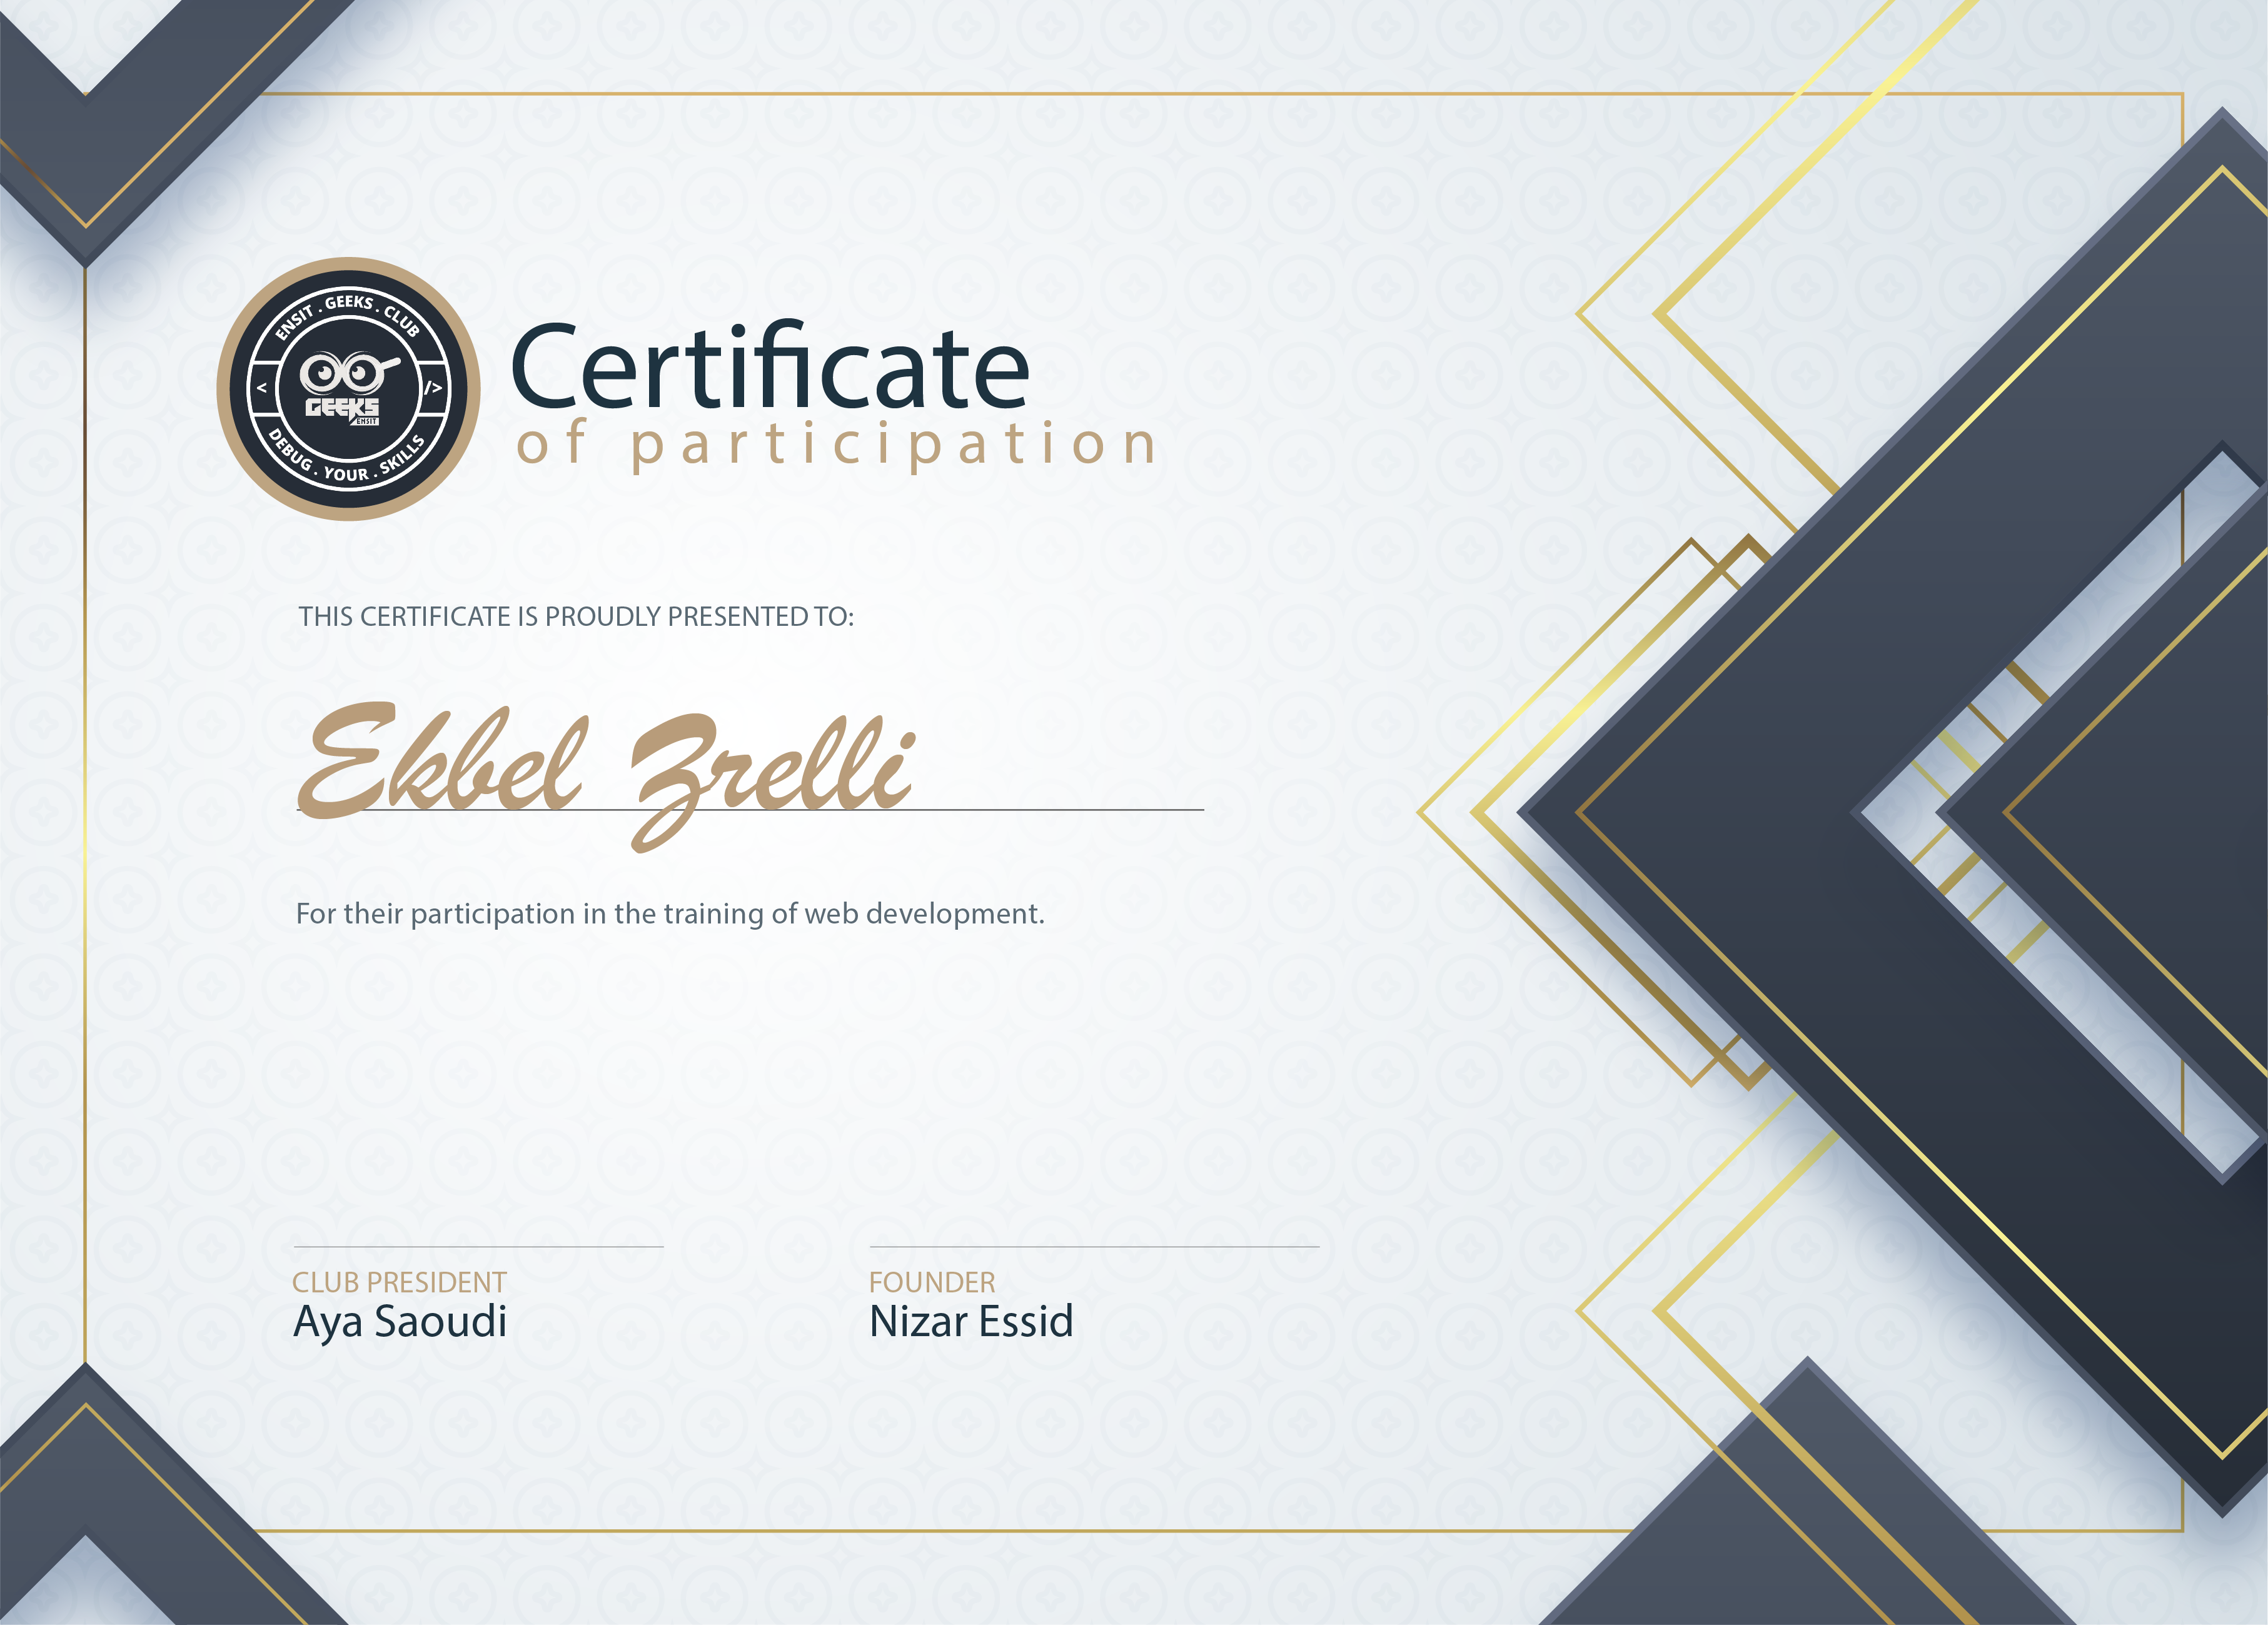 ENSIT . GEEKS . CLUB
< />
GEEKS
ENSIT
DEBUG . YOUR . SKILLS
Certificate
of participation
THIS CERTIFICATE IS PROUDLY PRESENTED TO:
Ekbel Zrelli
For their participation in the training of web development.
CLUB PRESIDENT
Aya Saoudi
FOUNDER
Nizar Essid